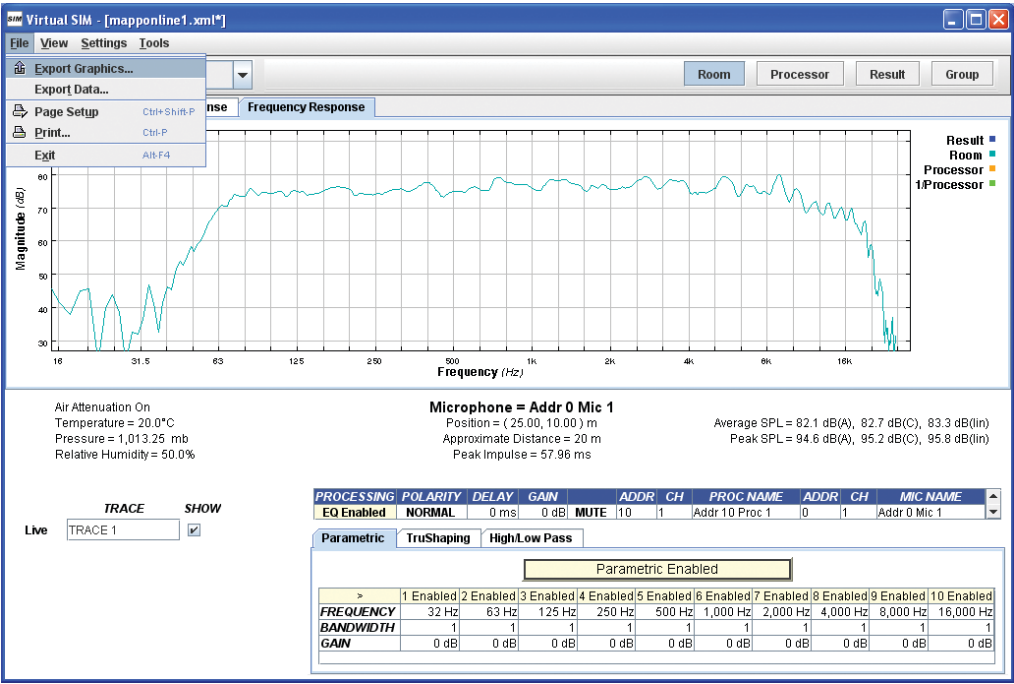 SIM Virtual SIM - [mapponline1.xml*]
File View Settings Tools
Export Graphics...
Export Data...
Page Setup Ctrl+Shift-P
Print... Ctrl-P
Exit Alt-F4
Room Processor Result Group
nse Frequency Response
Result
Room
Processor
1/Processor
Magnitude (dB)
80
70
60
50
40
30
16 31.5 63 125 250 500 1k 2k 4k 8k 16k
Frequency (Hz)
Air Attenuation On
Temperature = 20.0°C
Pressure = 1,013.25 mb
Relative Humidity = 50.0%
Microphone = Addr 0 Mic 1
Position = ( 25.00, 10.00 ) m
Approximate Distance = 20 m
Peak Impulse = 57.96 ms
Average SPL = 82.1 dB(A), 82.7 dB(C), 83.3 dB(lin)
Peak SPL = 94.6 dB(A), 95.2 dB(C), 95.8 dB(lin)
TRACE SHOW
Live TRACE 1
PROCESSING POLARITY DELAY GAIN ADDR CH PROC NAME ADDR CH MIC NAME
EQ Enabled NORMAL 0 ms 0 dB MUTE 10 1 Addr 10 Proc 1 0 1 Addr 0 Mic 1
Parametric TruShaping High/Low Pass
Parametric Enabled
> 1 Enabled 2 Enabled 3 Enabled 4 Enabled 5 Enabled 6 Enabled 7 Enabled 8 Enabled 9 Enabled 10 Enabled
FREQUENCY 32 Hz 63 Hz 125 Hz 250 Hz 500 Hz 1,000 Hz 2,000 Hz 4,000 Hz 8,000 Hz 16,000 Hz
BANDWIDTH 1 1 1 1 1 1 1 1 1 1
GAIN 0 dB 0 dB 0 dB 0 dB 0 dB 0 dB 0 dB 0 dB 0 dB 0 dB